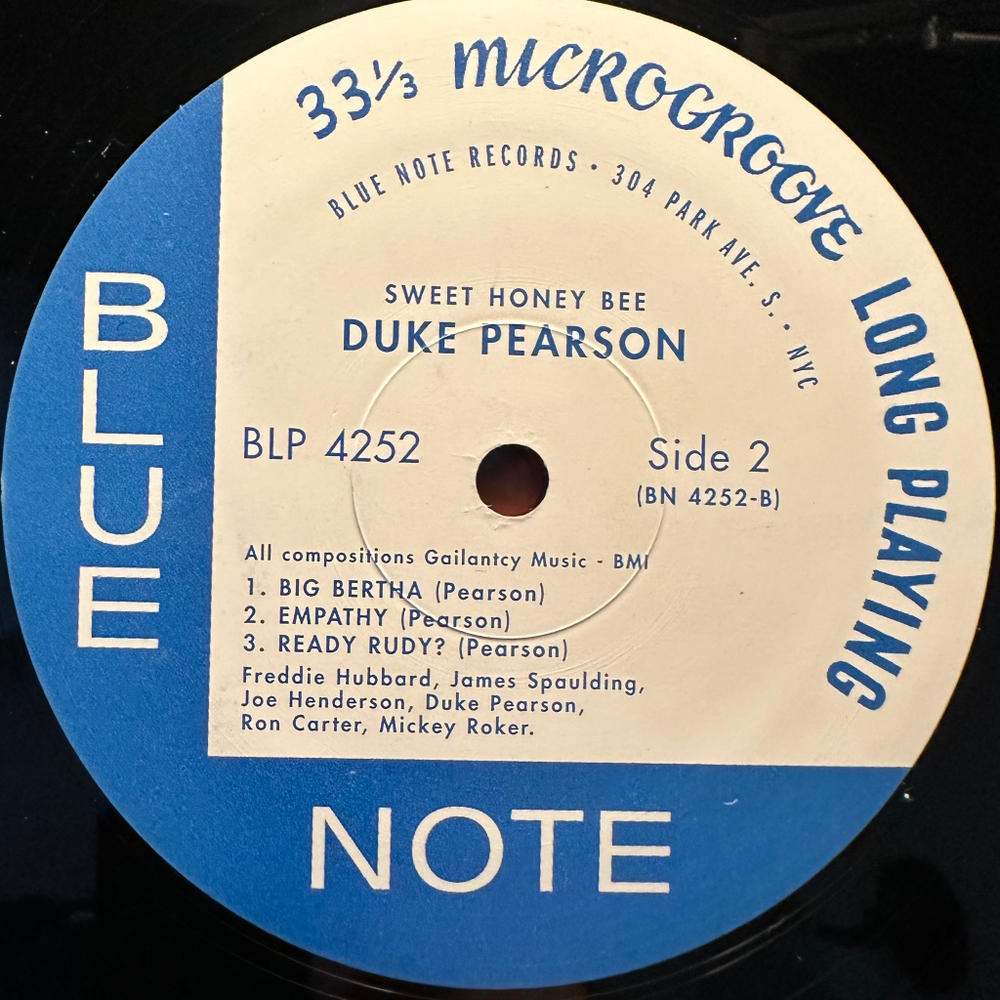 33⅓ MICROGROOVE LONG PLAYING
BLUE NOTE RECORDS • 304 PARK AVE. S. • NYC
SWEET HONEY BEE
DUKE PEARSON
BLP 4252
Side 2
(BN 4252-B)
All compositions Gailantcy Music - BMI
1. BIG BERTHA (Pearson)
2. EMPATHY (Pearson)
3. READY RUDY? (Pearson)
Freddie Hubbard, James Spaulding,
Joe Henderson, Duke Pearson,
Ron Carter, Mickey Roker.
BLUE
NOTE